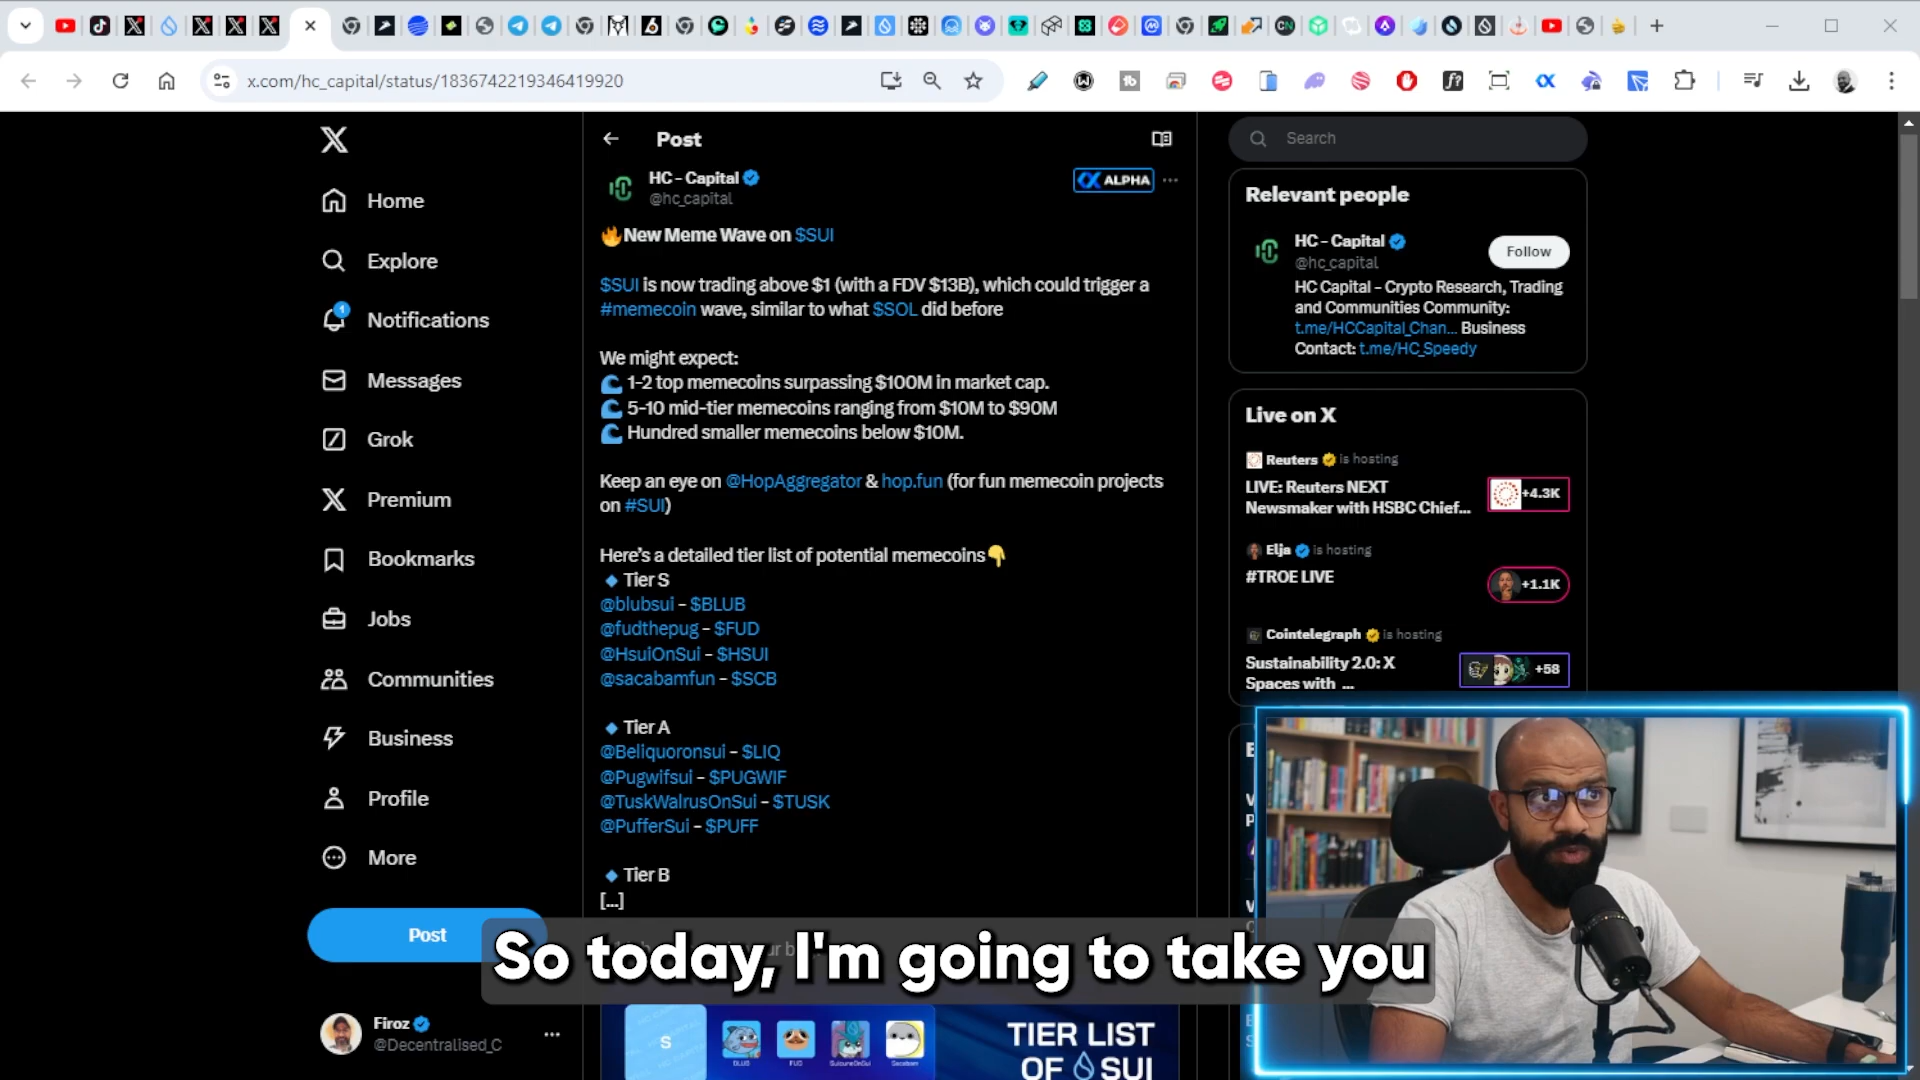 x.com/hc_capital/status/1836742219346419920
Home
Explore
1
Notifications
Messages
Grok
Premium
Bookmarks
Jobs
Communities
Business
Profile
More
Post
Firoz
@Decentralised_C
Post
HC – Capital
@hc_capital
ALPHA
🔥New Meme Wave on $SUI
$SUI is now trading above $1 (with a FDV $13B), which could trigger a
#memecoin wave, similar to what $SOL did before
We might expect:
🌊 1-2 top memecoins surpassing $100M in market cap.
🌊 5-10 mid-tier memecoins ranging from $10M to $90M
🌊 Hundred smaller memecoins below $10M.
Keep an eye on @HopAggregator & hop.fun (for fun memecoin projects
on #SUI)
Here's a detailed tier list of potential memecoins👇
🔹 Tier S
@blubsui – $BLUB
@fudthepug – $FUD
@HsuiOnSui – $HSUI
@sacabamfun – $SCB
🔹 Tier A
@Beliquoronsui – $LIQ
@Pugwifsui – $PUGWIF
@TuskWalrusOnSui – $TUSK
@PufferSui – $PUFF
🔹 Tier B
[...]
So today, I'm going to take you
S
BLUB
FUD
TIER LIST
OF SUI
Search
Relevant people
HC – Capital
@hc_capital
Follow
HC Capital – Crypto Research, Trading
and Communities Community:
t.me/HCCapital_Chan... Business
Contact: t.me/HC_Speedy
Live on X
Reuters is hosting
LIVE: Reuters NEXT
Newsmaker with HSBC Chief...
+4.3K
Elja is hosting
#TROE LIVE
+1.1K
Cointelegraph is hosting
Sustainability 2.0: X
Spaces with ...
+58